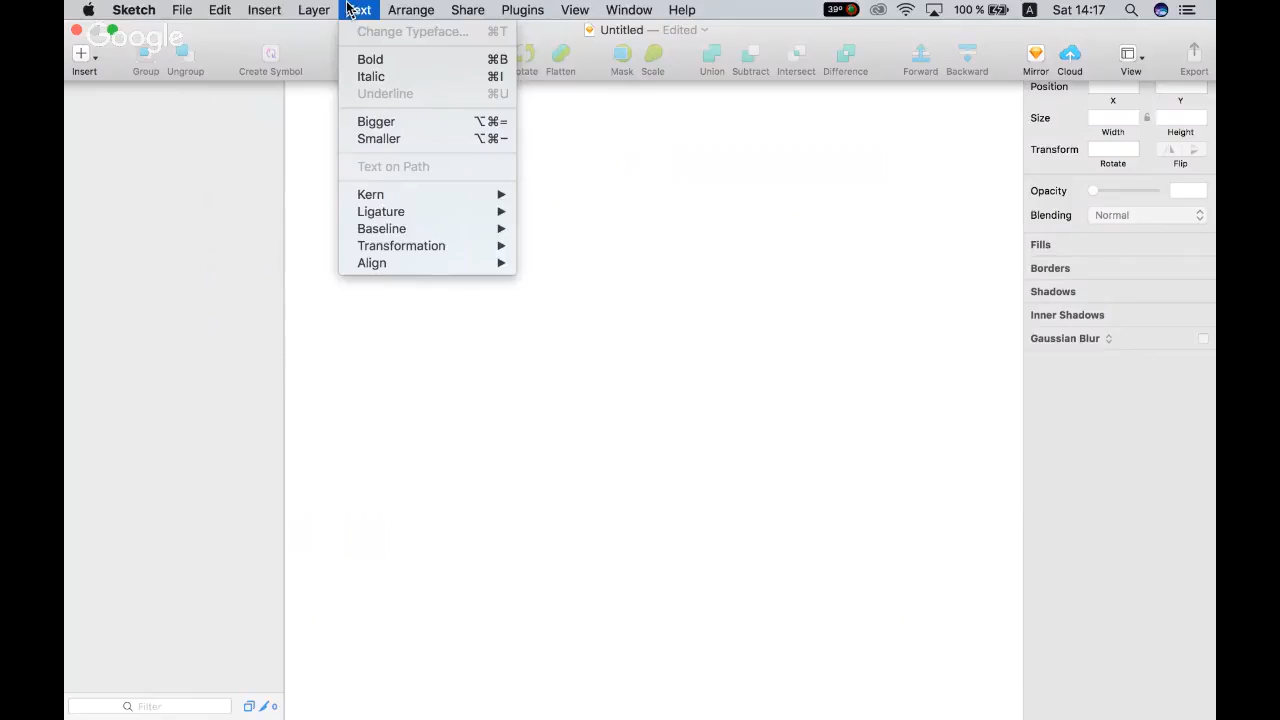 Sketch File Edit Insert Layer Text Arrange Share Plugins View Window Help 39° 100 % A Sat 14:17
Google
Untitled — Edited
Insert Group Ungroup Create Symbol Flatten Mask Scale Union Subtract Intersect Difference Forward Backward Mirror Cloud View Export
Change Typeface... ⌘T
Bold ⌘B
Italic ⌘I
Underline ⌘U
Bigger ⌥⌘=
Smaller ⌥⌘−
Text on Path
Kern
Ligature
Baseline
Transformation
Align
Position
X Y
Size
Width Height
Transform
Rotate Flip
Opacity
Blending Normal
Fills
Borders
Shadows
Inner Shadows
Gaussian Blur
Filter 0